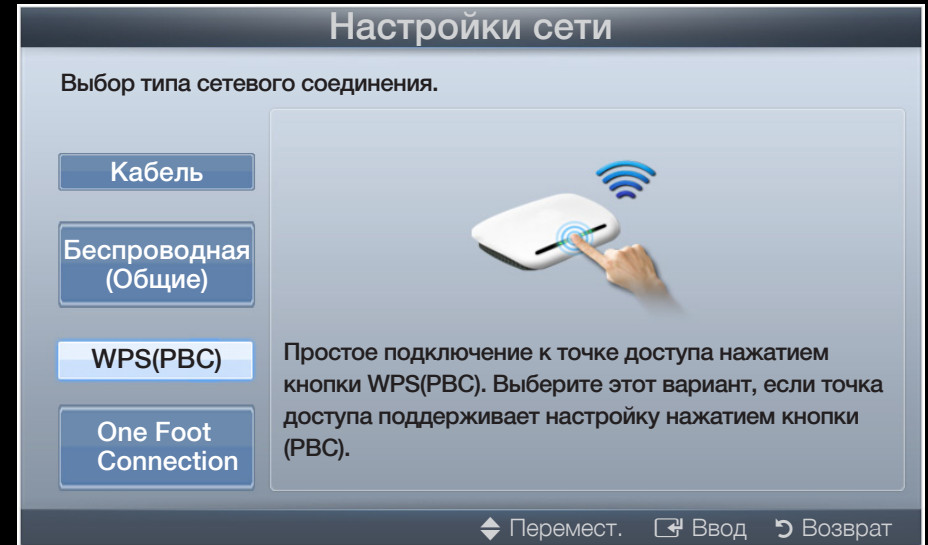 Настройки сети
Выбор типа сетевого соединения.
Кабель
Беспроводная
(Общие)
WPS(PBC)
One Foot
Connection
Простое подключение к точке доступа нажатием
кнопки WPS(PBC). Выберите этот вариант, если точка
доступа поддерживает настройку нажатием кнопки
(PBC).
Перемест. Ввод Возврат